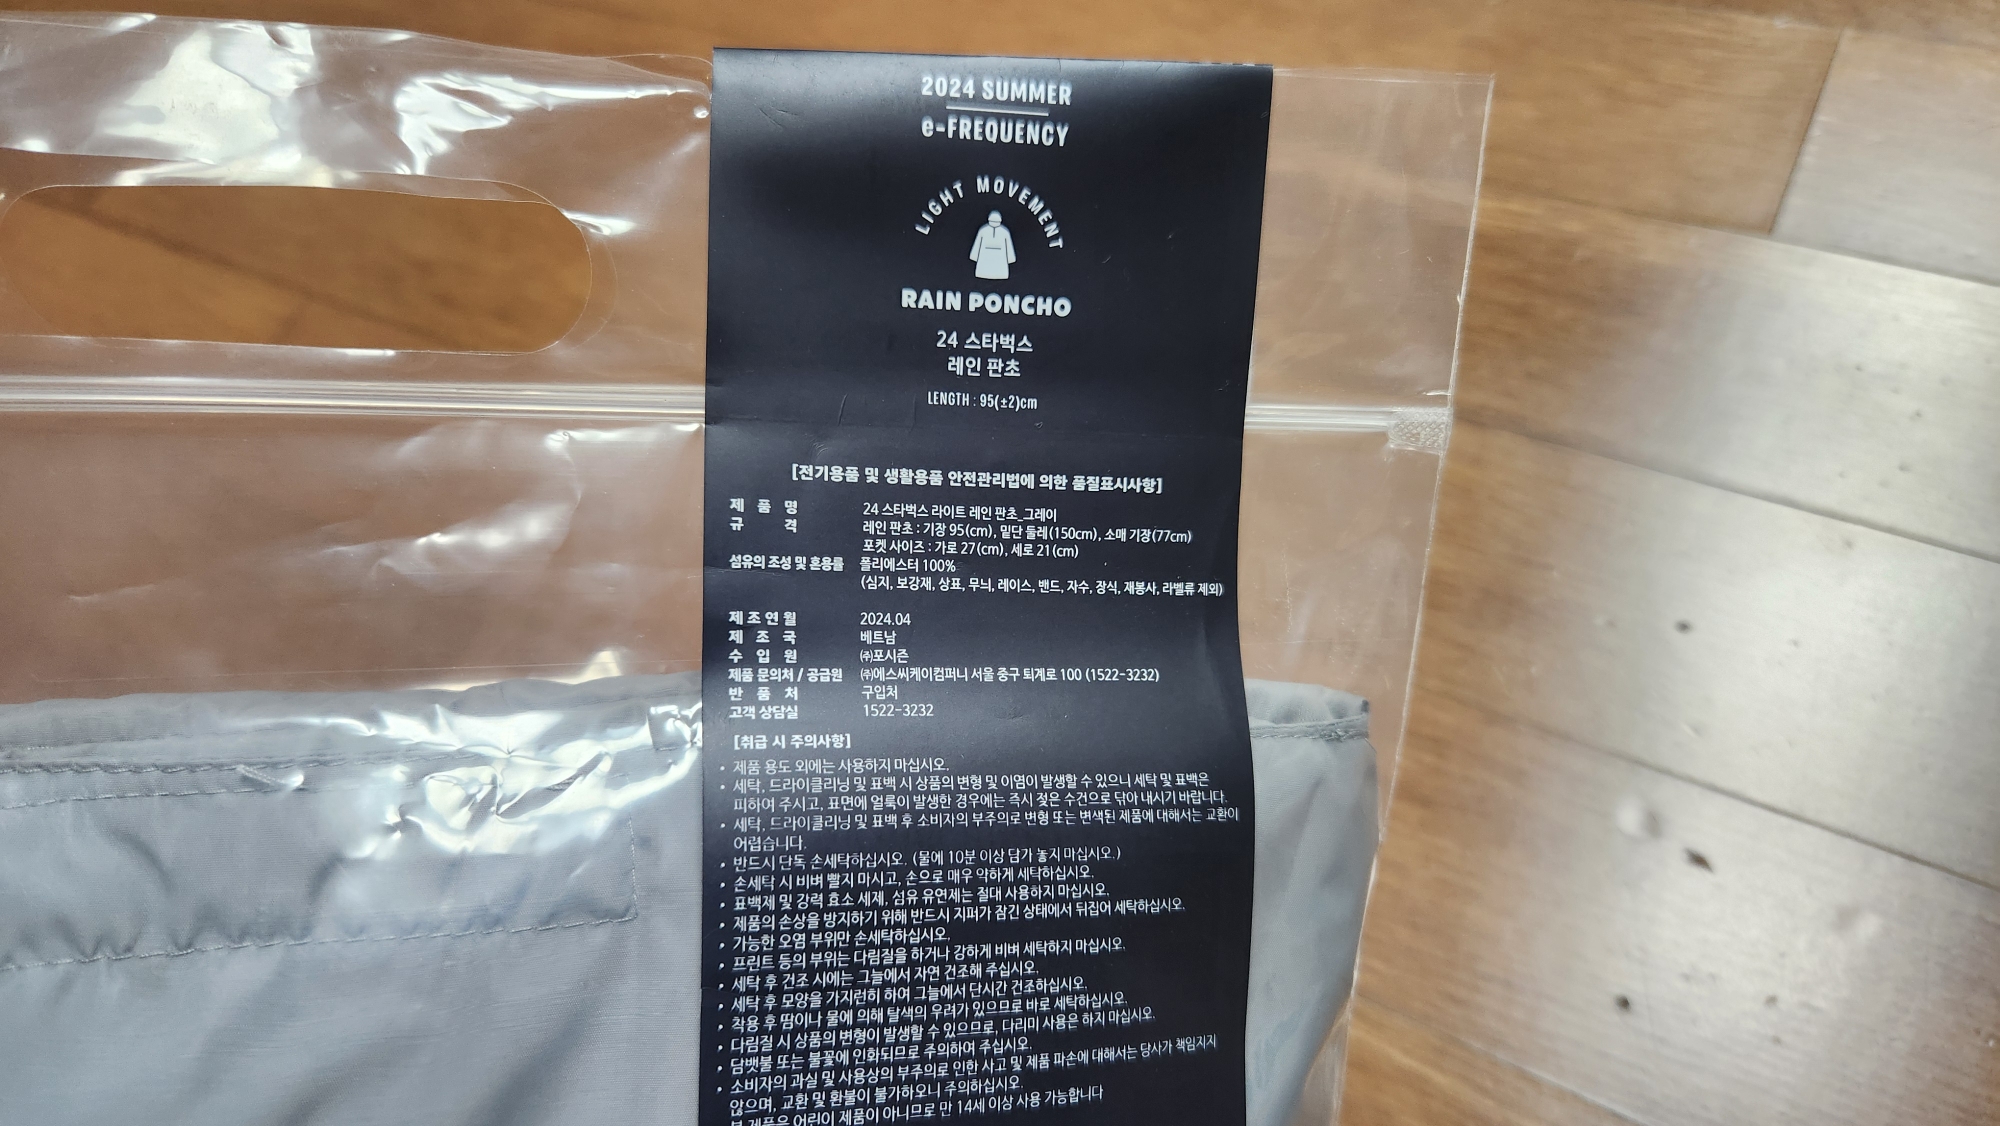 2024 SUMMER
e-FREQUENCY
LIGHT MOVEMENT
RAIN PONCHO
24 스타벅스
레인 판초
LENGTH : 95(±2)cm
[전기용품 및 생활용품 안전관리법에 의한 품질표시사항]
제 품 명 24 스타벅스 라이트 레인 판초_그레이
규 격 레인 판초 : 기장 95(cm), 밑단 둘레(150cm), 소매 기장(77cm)
포켓 사이즈 : 가로 27(cm), 세로 21(cm)
섬유의 조성 및 혼용률 폴리에스터 100%
(심지, 보강재, 상표, 무늬, 레이스, 밴드, 자수, 장식, 재봉사, 라벨류 제외)
제 조 연 월 2024.04
제 조 국 베트남
수 입 원 ㈜포시즌
제품 문의처 / 공급원 ㈜에스씨케이컴퍼니 서울 중구 퇴계로 100 (1522-3232)
반 품 처 구입처
고객 상담실 1522-3232
[취급 시 주의사항]
• 제품 용도 외에는 사용하지 마십시오.
• 세탁, 드라이클리닝 및 표백 시 상품의 변형 및 이염이 발생할 수 있으니 세탁 및 표백은
피하여 주시고, 표면에 얼룩이 발생한 경우에는 즉시 젖은 수건으로 닦아 내시기 바랍니다.
• 세탁, 드라이클리닝 및 표백 후 소비자의 부주의로 변형 또는 변색된 제품에 대해서는 교환이
어렵습니다.
• 반드시 단독 손세탁하십시오. (물에 10분 이상 담가 놓지 마십시오.)
• 손세탁 시 비벼 빨지 마시고, 손으로 매우 약하게 세탁하십시오.
• 표백제 및 강력 효소 세제, 섬유 유연제는 절대 사용하지 마십시오.
• 제품의 손상을 방지하기 위해 반드시 지퍼가 잠긴 상태에서 뒤집어 세탁하십시오.
• 가능한 오염 부위만 손세탁하십시오.
• 프린트 등의 부위는 다림질을 하거나 강하게 비벼 세탁하지 마십시오.
• 세탁 후 건조 시에는 그늘에서 자연 건조해 주십시오.
• 세탁 후 모양을 가지런히 하여 그늘에서 단시간 건조하십시오.
• 착용 후 땀이나 물에 의해 탈색의 우려가 있으므로 바로 세탁하십시오.
• 다림질 시 상품의 변형이 발생할 수 있으므로, 다리미 사용은 하지 마십시오.
• 담뱃불 또는 불꽃에 인화되므로 주의하여 주십시오.
• 소비자의 과실 및 사용상의 부주의로 인한 사고 및 제품 파손에 대해서는 당사가 책임지지
않으며, 교환 및 환불이 불가하오니 주의하십시오.
본 제품은 어린이 제품이 아니므로 만 14세 이상 사용 가능합니다